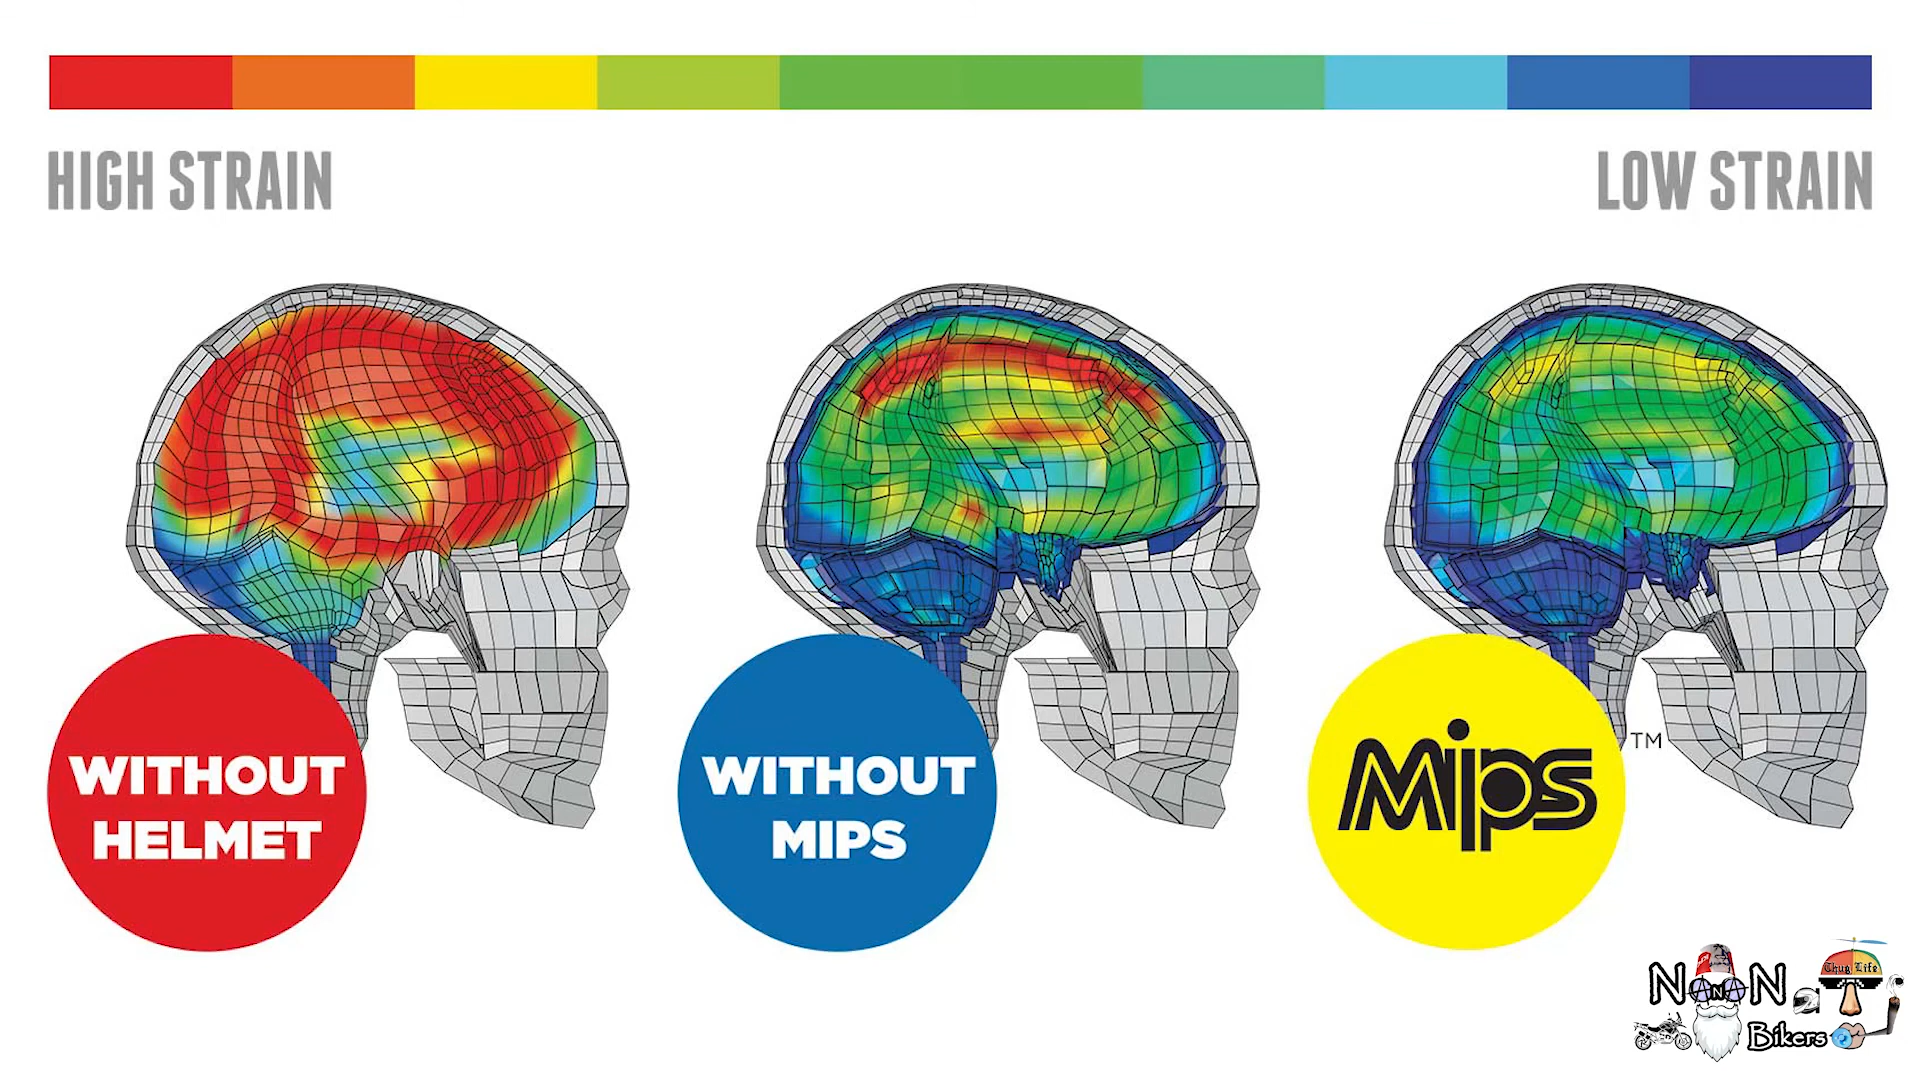 HIGH STRAIN
LOW STRAIN
WITHOUT
HELMET
WITHOUT
MIPS
Mips
TM
Thug Life
Bikers